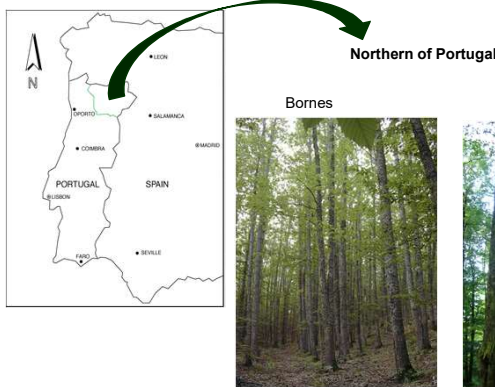 Northern of Portugal
N
LEON
OPORTO
SALAMANCA
COIMBRA
MADRID
PORTUGAL
SPAIN
LISBON
SEVILLE
FARO
Bornes